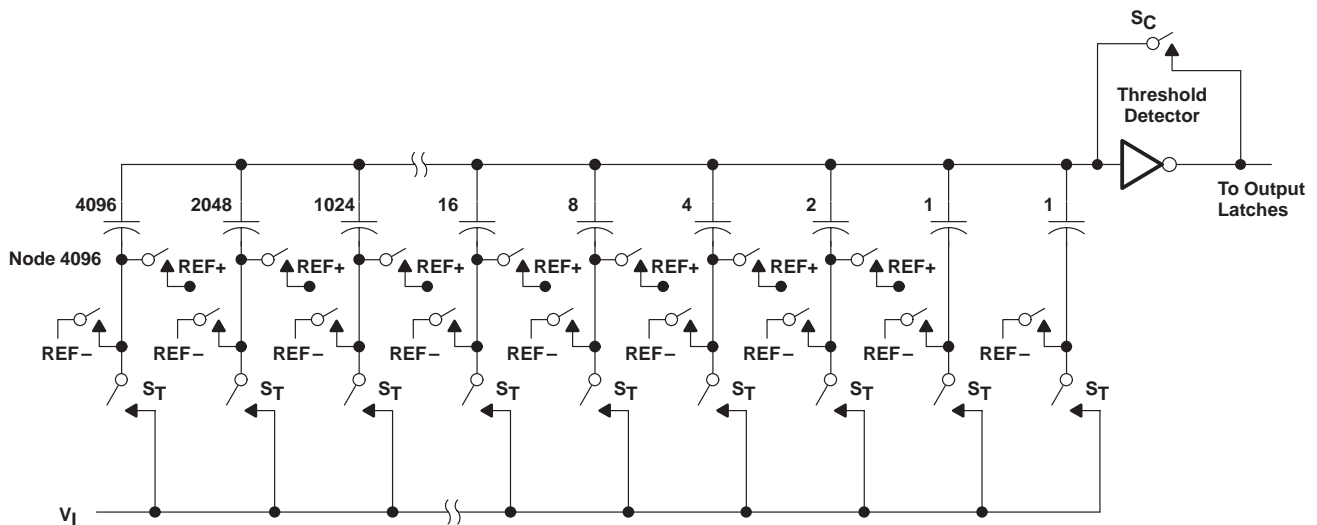 SC
Threshold
Detector
To Output
Latches
4096 2048 1024 16 8 4 2 1 1
Node 4096 REF+ REF+ REF+ REF+ REF+ REF+ REF+
REF– REF– REF– REF– REF– REF– REF– REF– REF–
ST ST ST ST ST ST ST ST ST
VI